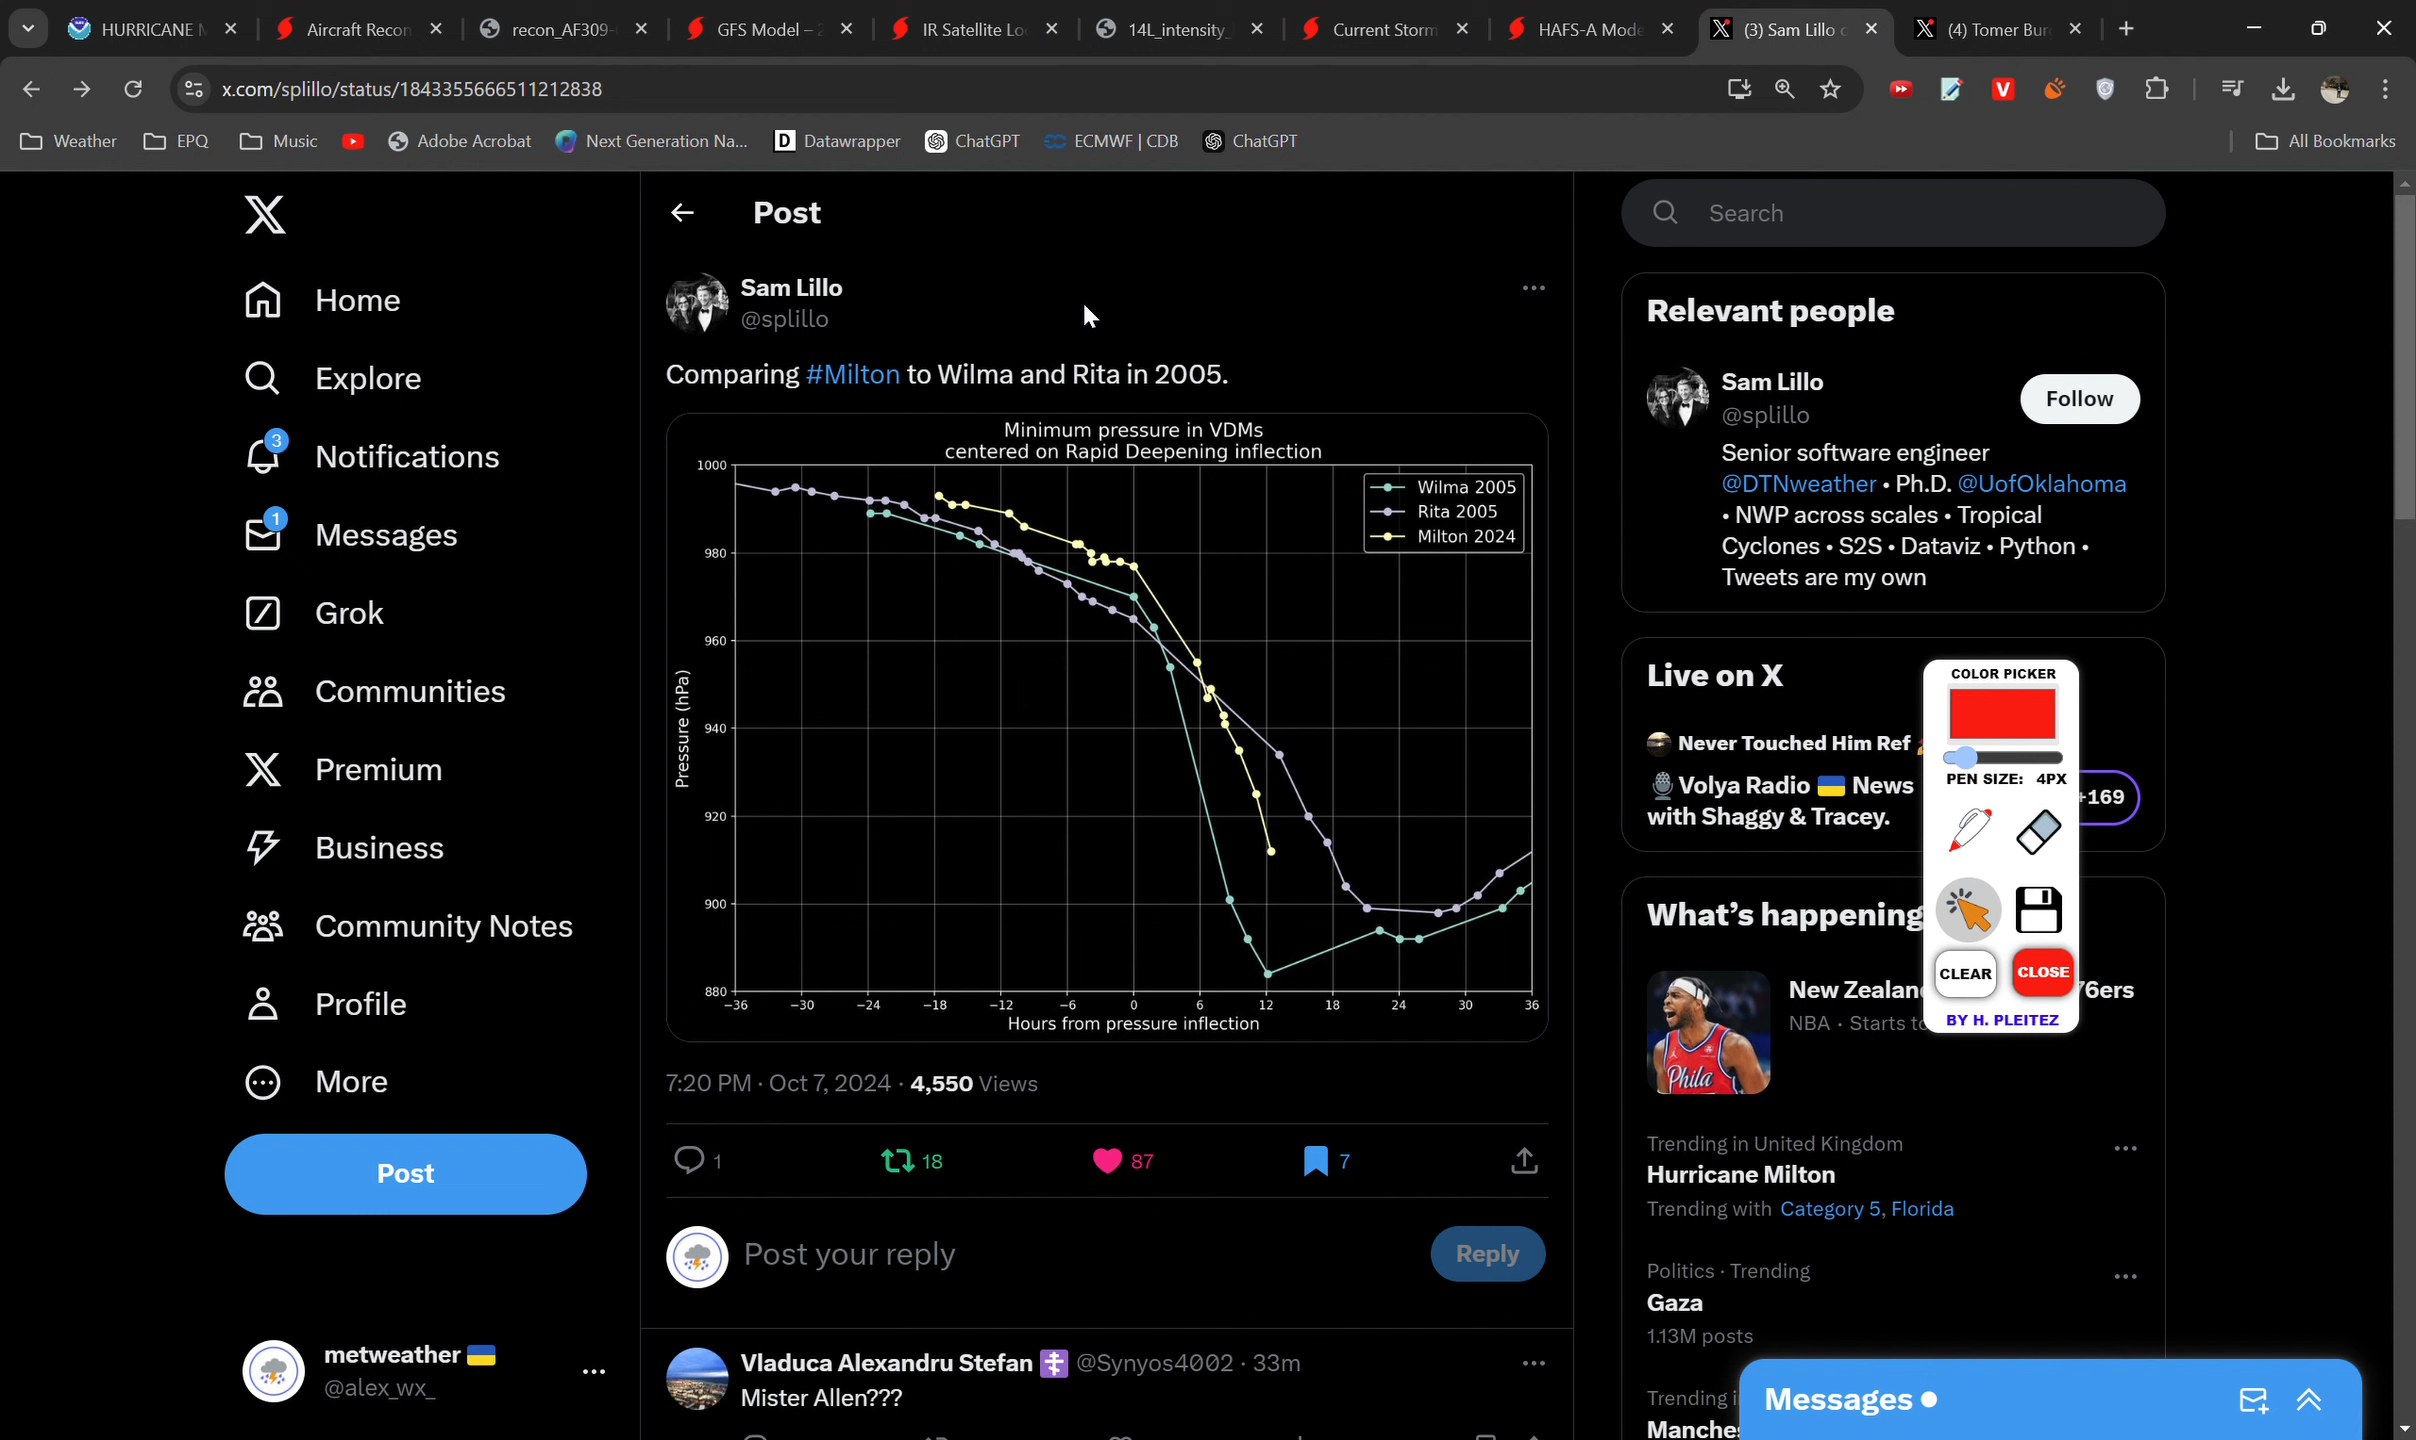 HURRICANE M
Aircraft Recon
recon_AF309-
GFS Model – 
IR Satellite Lo
14L_intensity_
Current Storm
HAFS-A Mode
(3) Sam Lillo o
(4) Tomer Bur
x.com/splillo/status/1843355666511212838
Weather
EPQ
Music
Adobe Acrobat
Next Generation Na...
Datawrapper
ChatGPT
ECMWF | CDB
ChatGPT
All Bookmarks
Home
Explore
3
Notifications
1
Messages
Grok
Communities
Premium
Business
Community Notes
Profile
More
Post
metweather
@alex_wx_
Post
Sam Lillo
@splillo
Comparing #Milton to Wilma and Rita in 2005.
Minimum pressure in VDMs
centered on Rapid Deepening inflection
Wilma 2005
Rita 2005
Milton 2024
Pressure (hPa)
1000
980
960
940
920
900
880
−36 −30 −24 −18 −12 −6 0 6 12 18 24 30 36
Hours from pressure inflection
7:20 PM · Oct 7, 2024 · 4,550 Views
1 18 87 7
Post your reply
Reply
Vladuca Alexandru Stefan @Synyos4002 · 33m
Mister Allen???
Search
Relevant people
Sam Lillo
@splillo
Follow
Senior software engineer
@DTNweather • Ph.D. @UofOklahoma
• NWP across scales • Tropical
Cyclones • S2S • Dataviz • Python •
Tweets are my own
Live on X
Never Touched Him Ref
Volya Radio News
with Shaggy & Tracey.
+169
COLOR PICKER
PEN SIZE: 4PX
CLEAR
CLOSE
BY H. PLEITEZ
What’s happening
New Zealan 76ers
NBA · Starts to
Phila
Trending in United Kingdom
Hurricane Milton
Trending with Category 5, Florida
Politics · Trending
Gaza
1.13M posts
Trending i
Manche
Messages